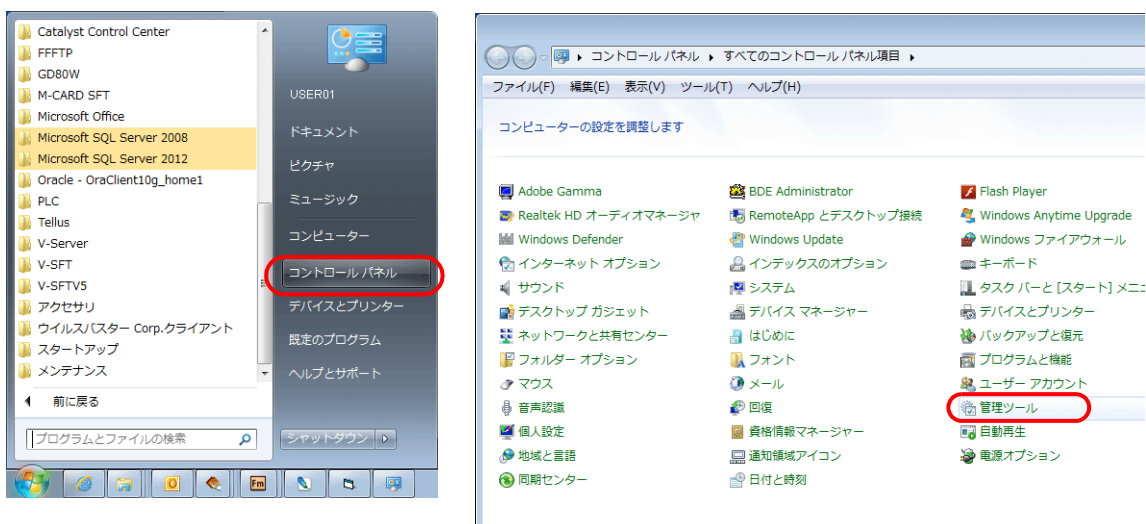 Catalyst Control Center
FFFTP
GD80W
M-CARD SFT
Microsoft Office
Microsoft SQL Server 2008
Microsoft SQL Server 2012
Oracle - OraClient10g_home1
PLC
Tellus
V-Server
V-SFT
V-SFTV5
アクセサリ
ウイルスバスター Corp.クライアント
スタートアップ
メンテナンス
前に戻る
プログラムとファイルの検索
USER01
ドキュメント
ピクチャ
ミュージック
コンピューター
コントロール パネル
デバイスとプリンター
既定のプログラム
ヘルプとサポート
シャットダウン
コントロール パネル すべてのコントロール パネル項目
ファイル(F) 編集(E) 表示(V) ツール(T) ヘルプ(H)
コンピューターの設定を調整します
Adobe Gamma BDE Administrator Flash Player
Realtek HD オーディオマネージャ RemoteApp とデスクトップ接続 Windows Anytime Upgrade
Windows Defender Windows Update Windows ファイアウォール
インターネット オプション インデックスのオプション キーボード
サウンド システム タスク バーと [スタート] メニ
デスクトップ ガジェット デバイス マネージャー デバイスとプリンター
ネットワークと共有センター はじめに バックアップと復元
フォルダー オプション フォント プログラムと機能
マウス メール ユーザー アカウント
音声認識 回復 管理ツール
個人設定 資格情報マネージャー 自動再生
地域と言語 通知領域アイコン 電源オプション
同期センター 日付と時刻